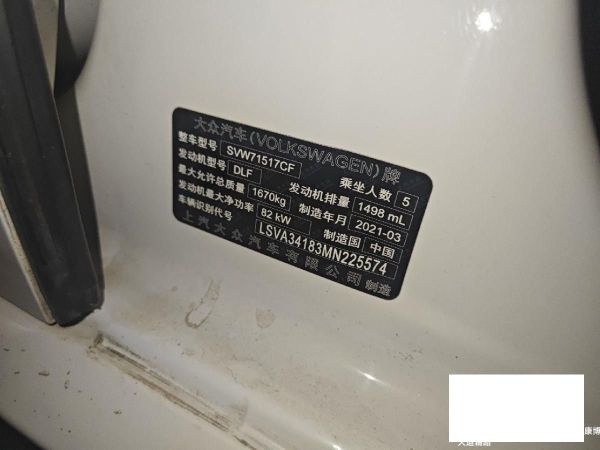 大众汽车(VOLKSWAGEN)牌
整车型号 SVW71517CF 乘坐人数 5
发动机型号 DLF 发动机排量 1498 mL
最大允许总质量 1670kg 制造年月 2021-03
发动机最大净功率 82 kW 制造国 中国
车辆识别代号 LSVA34183MN225574
上汽大众汽车有限公司 制造
康博